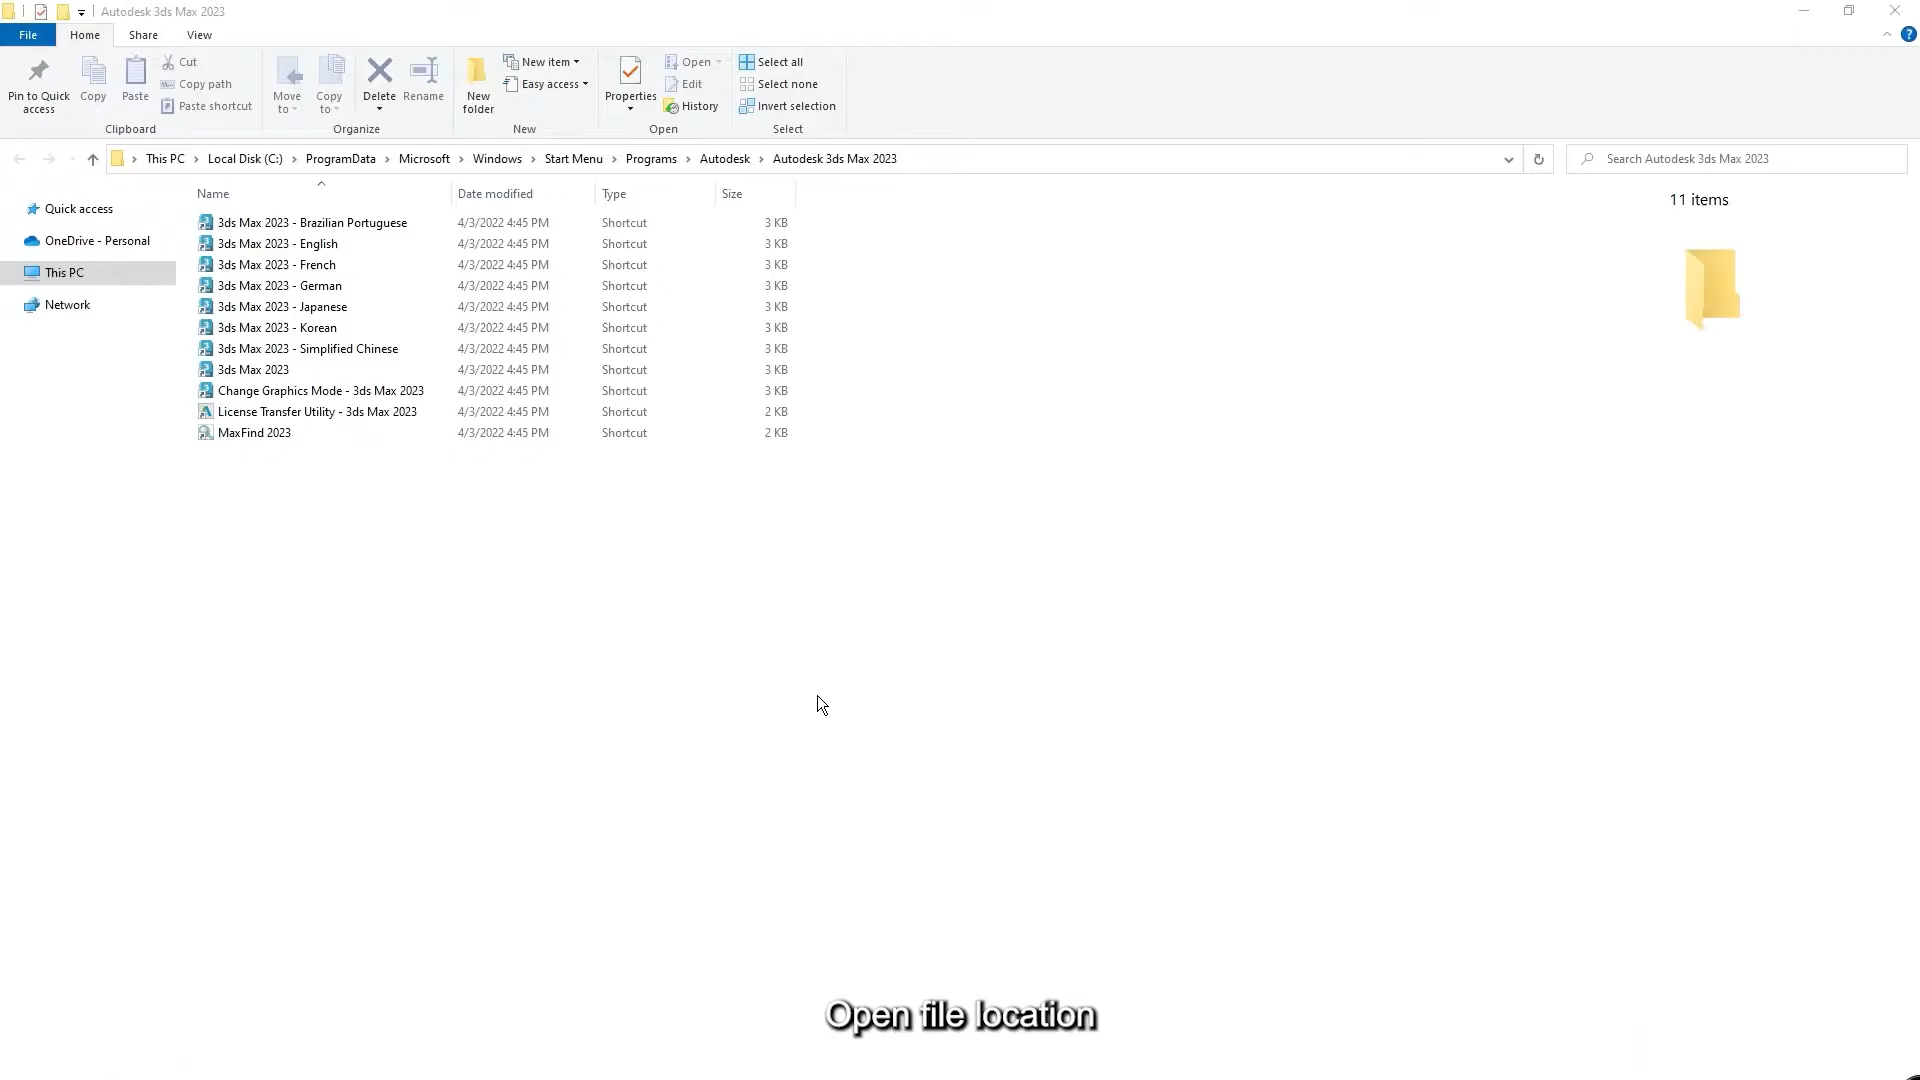 Autodesk 3ds Max 2023
File Home Share View
Pin to Quick access
Copy
Paste
Cut
Copy path
Paste shortcut
Clipboard
Move to
Copy to
Delete
Rename
Organize
New folder
New item
Easy access
New
Properties
Open
Edit
History
Open
Select all
Select none
Invert selection
Select
This PC > Local Disk (C:) > ProgramData > Microsoft > Windows > Start Menu > Programs > Autodesk > Autodesk 3ds Max 2023
Search Autodesk 3ds Max 2023
Quick access
OneDrive - Personal
This PC
Network
Name Date modified Type Size
3ds Max 2023 - Brazilian Portuguese 4/3/2022 4:45 PM Shortcut 3 KB
3ds Max 2023 - English 4/3/2022 4:45 PM Shortcut 3 KB
3ds Max 2023 - French 4/3/2022 4:45 PM Shortcut 3 KB
3ds Max 2023 - German 4/3/2022 4:45 PM Shortcut 3 KB
3ds Max 2023 - Japanese 4/3/2022 4:45 PM Shortcut 3 KB
3ds Max 2023 - Korean 4/3/2022 4:45 PM Shortcut 3 KB
3ds Max 2023 - Simplified Chinese 4/3/2022 4:45 PM Shortcut 3 KB
3ds Max 2023 4/3/2022 4:45 PM Shortcut 3 KB
Change Graphics Mode - 3ds Max 2023 4/3/2022 4:45 PM Shortcut 3 KB
License Transfer Utility - 3ds Max 2023 4/3/2022 4:45 PM Shortcut 2 KB
MaxFind 2023 4/3/2022 4:45 PM Shortcut 2 KB
11 items
Open file location